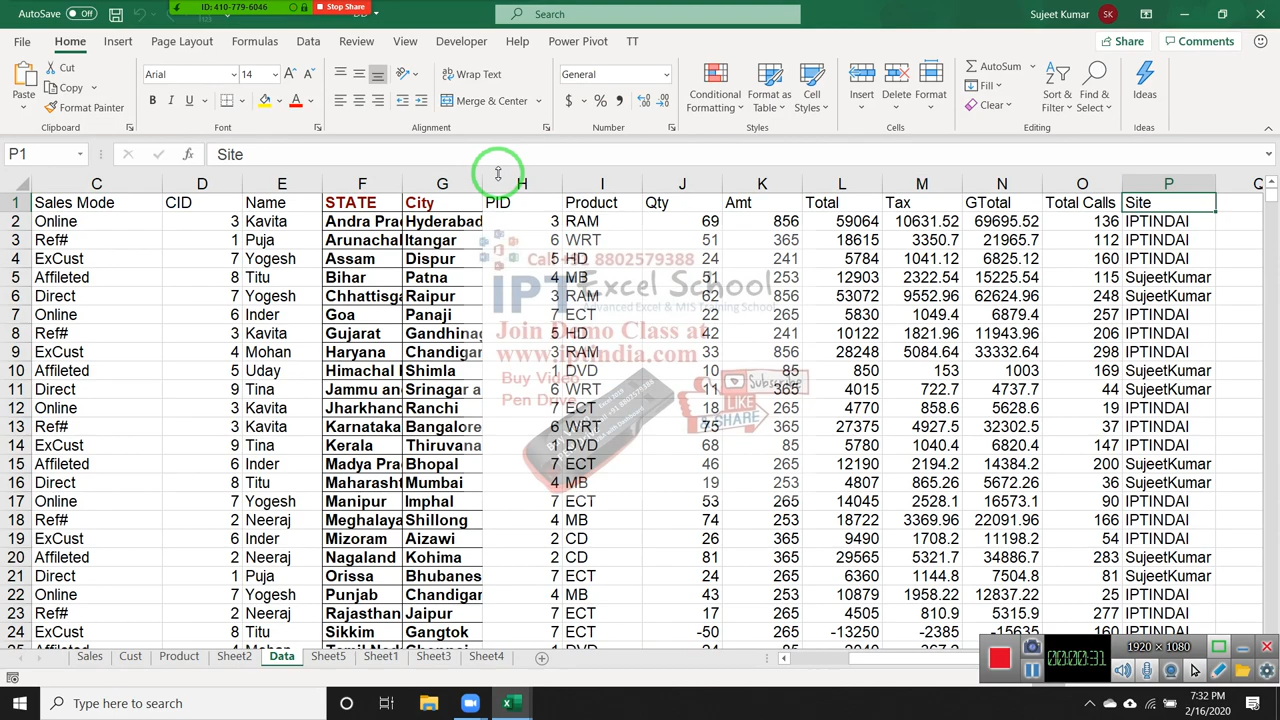 AutoSave Off
ID: 410-779-6046 Stop Share
Search
Sujeet Kumar SK
File Home Insert Page Layout Formulas Data Review View Developer Help Power Pivot TT Share Comments
Paste Cut Copy Format Painter
Clipboard
Arial 14
B I U
Font
Wrap Text
Merge & Center
Alignment
General
$ % ,
Number
Conditional Formatting Format as Table Cell Styles
Styles
Insert Delete Format
Cells
AutoSum Fill Clear Sort & Filter Find & Select
Editing
Ideas
Ideas
P1 fx Site
C D E F G H I J K L M N O P Q
1 Sales Mode CID Name STATE City PID Product Qty Amt Total Tax GTotal Total Calls Site
2 Online 3 Kavita Andra Prac Hyderabad 3 RAM 69 856 59064 10631.52 69695.52 136 IPTINDAI
3 Ref# 1 Puja Arunachal Itangar 6 WRT 51 365 18615 3350.7 21965.7 112 IPTINDAI
4 ExCust 7 Yogesh Assam Dispur 5 HD 24 241 5784 1041.12 6825.12 160 IPTINDAI
5 Affileted 8 Titu Bihar Patna 4 MB 51 253 12903 2322.54 15225.54 115 SujeetKumar
6 Direct 7 Yogesh Chhattisga Raipur 3 RAM 62 856 53072 9552.96 62624.96 248 SujeetKumar
7 Online 6 Inder Goa Panaji 7 ECT 22 265 5830 1049.4 6879.4 257 IPTINDAI
8 Ref# 3 Kavita Gujarat Gandhinag 5 HD 42 241 10122 1821.96 11943.96 206 IPTINDAI
9 ExCust 4 Mohan Haryana Chandigar 3 RAM 33 856 28248 5084.64 33332.64 298 IPTINDAI
10 Affileted 5 Uday Himachal Shimla 1 DVD 10 85 850 153 1003 169 SujeetKumar
11 Direct 9 Tina Jammu an Srinagar a 6 WRT 11 365 4015 722.7 4737.7 44 SujeetKumar
12 Online 3 Kavita Jharkhand Ranchi 7 ECT 18 265 4770 858.6 5628.6 19 IPTINDAI
13 Ref# 3 Kavita Karnataka Bangalore 6 WRT 75 365 27375 4927.5 32302.5 37 IPTINDAI
14 ExCust 9 Tina Kerala Thiruvana 1 DVD 68 85 5780 1040.4 6820.4 147 IPTINDAI
15 Affileted 6 Inder Madya Prac Bhopal 7 ECT 46 265 12190 2194.2 14384.2 200 SujeetKumar
16 Direct 8 Titu Maharasht Mumbai 4 MB 19 253 4807 865.26 5672.26 36 SujeetKumar
17 Online 7 Yogesh Manipur Imphal 7 ECT 53 265 14045 2528.1 16573.1 90 IPTINDAI
18 Ref# 2 Neeraj Meghalaya Shillong 4 MB 74 253 18722 3369.96 22091.96 166 IPTINDAI
19 ExCust 6 Inder Mizoram Aizawi 2 CD 26 365 9490 1708.2 11198.2 54 IPTINDAI
20 Affileted 2 Neeraj Nagaland Kohima 2 CD 81 365 29565 5321.7 34886.7 283 SujeetKumar
21 Direct 1 Puja Orissa Bhubanes 7 ECT 24 265 6360 1144.8 7504.8 81 SujeetKumar
22 Online 7 Yogesh Punjab Chandigar 4 MB 43 253 10879 1958.22 12837.22 25 IPTINDAI
23 Ref# 2 Neeraj Rajasthan Jaipur 7 ECT 17 265 4505 810.9 5315.9 277 IPTINDAI
24 ExCust 8 Titu Sikkim Gangtok 7 ECT -50 265 -13250 -2385 -15635 160 IPTINDAI
Call +91 8802579388
IPT Excel School
Advanced Excel & MIS Training School
Join Demo Class at
www.iptindia.com
Buy Video
Pen Drive
Subscribe
LIKE
& SHARE
Sales Cust Product Sheet2 Data Sheet5 Sheet1 Sheet3 Sheet4
00:00:31
1920 × 1080
Type here to search
7:32 PM
2/16/2020